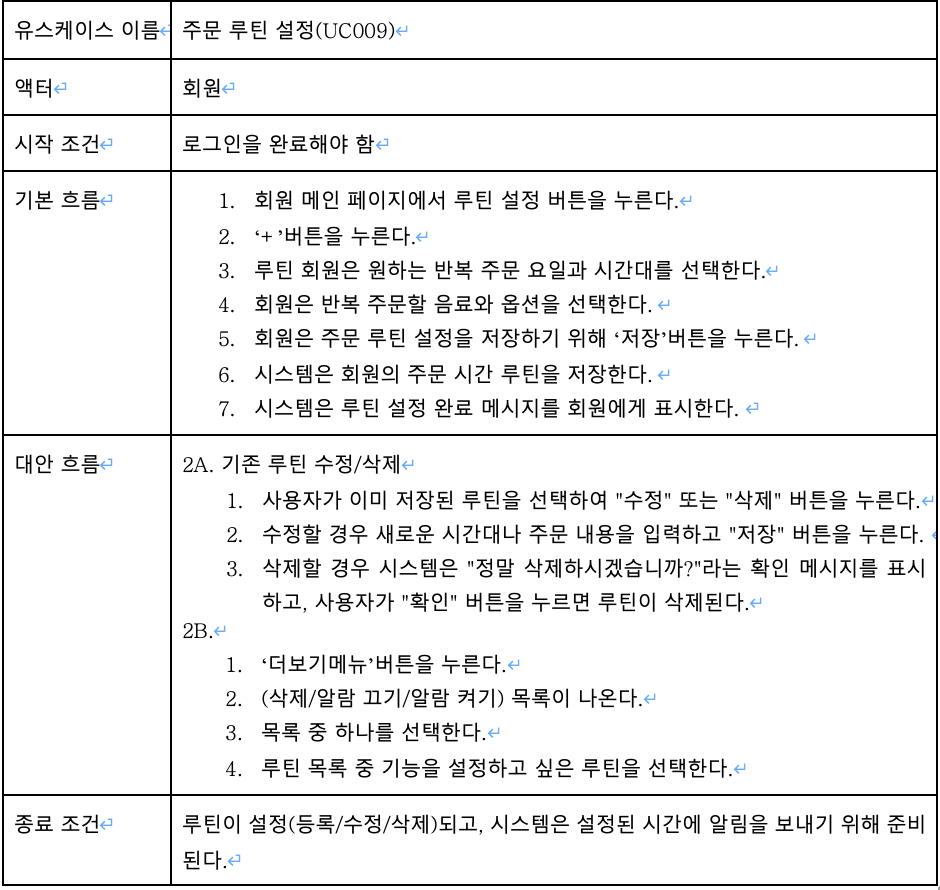 유스케이스 이름
주문 루틴 설정(UC009)
액터
회원
시작 조건
로그인을 완료해야 함
기본 흐름
1. 회원 메인 페이지에서 루틴 설정 버튼을 누른다.
2. ‘+ ’버튼을 누른다.
3. 루틴 회원은 원하는 반복 주문 요일과 시간대를 선택한다.
4. 회원은 반복 주문할 음료와 옵션을 선택한다.
5. 회원은 주문 루틴 설정을 저장하기 위해 ‘저장’버튼을 누른다.
6. 시스템은 회원의 주문 시간 루틴을 저장한다.
7. 시스템은 루틴 설정 완료 메시지를 회원에게 표시한다.
대안 흐름
2A. 기존 루틴 수정/삭제
1. 사용자가 이미 저장된 루틴을 선택하여 "수정" 또는 "삭제" 버튼을 누른다.
2. 수정할 경우 새로운 시간대나 주문 내용을 입력하고 "저장" 버튼을 누른다.
3. 삭제할 경우 시스템은 "정말 삭제하시겠습니까?"라는 확인 메시지를 표시
하고, 사용자가 "확인" 버튼을 누르면 루틴이 삭제된다.
2B.
1. ‘더보기메뉴’버튼을 누른다.
2. (삭제/알람 끄기/알람 켜기) 목록이 나온다.
3. 목록 중 하나를 선택한다.
4. 루틴 목록 중 기능을 설정하고 싶은 루틴을 선택한다.
종료 조건
루틴이 설정(등록/수정/삭제)되고, 시스템은 설정된 시간에 알림을 보내기 위해 준비
된다.